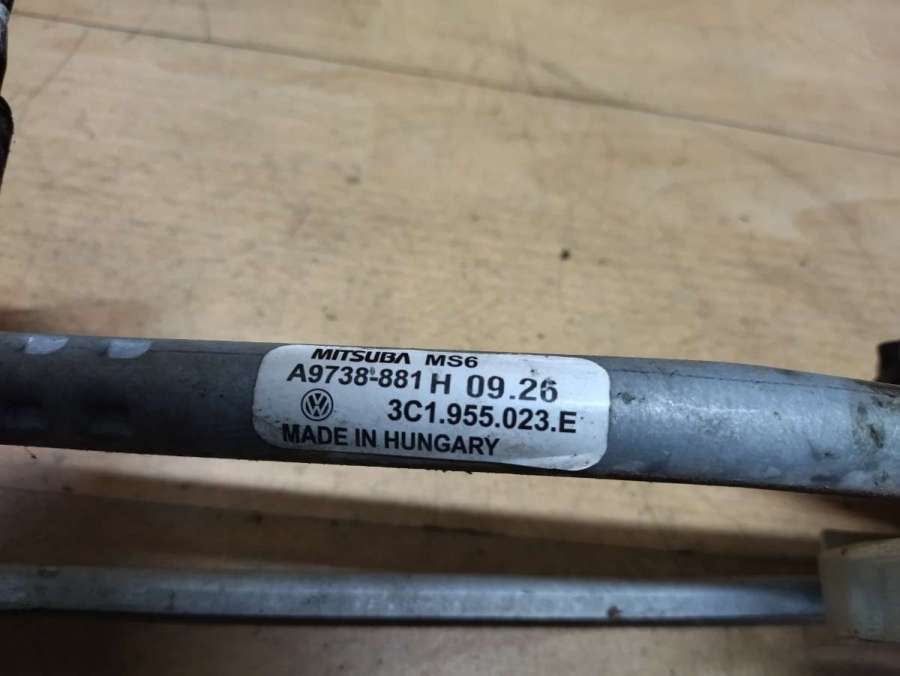 MITSUBA MS6
A9738-881 H 09.26
3C1.955.023.E
MADE IN HUNGARY